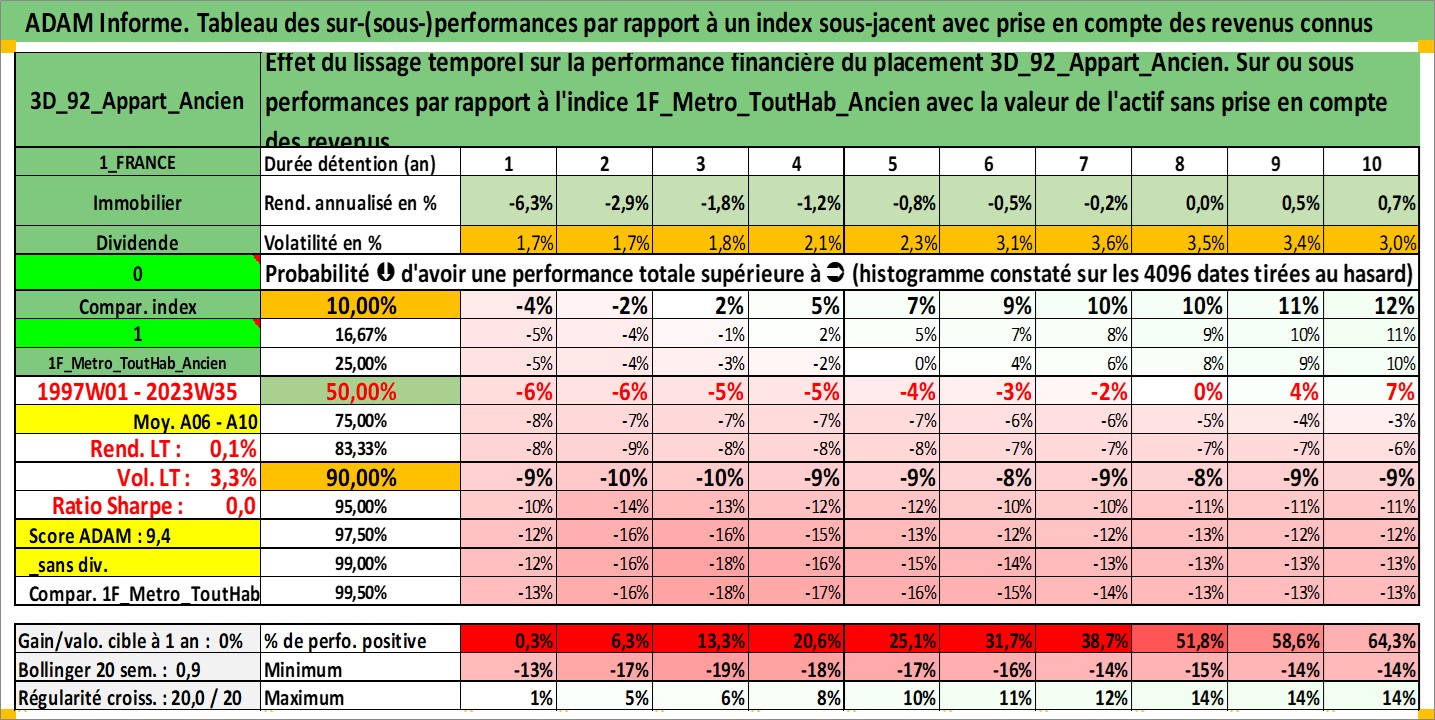 ADAM Informe. Tableau des sur-(sous-)performances par rapport à un index sous-jacent avec prise en compte des revenus connus
3D_92_Appart_Ancien
Effet du lissage temporel sur la performance financière du placement 3D_92_Appart_Ancien. Sur ou sous
performances par rapport à l'indice 1F_Metro_ToutHab_Ancien avec la valeur de l'actif sans prise en compte
des revenus
1_FRANCE Durée détention (an) 1 2 3 4 5 6 7 8 9 10
Immobilier Rend. annualisé en % -6,3% -2,9% -1,8% -1,2% -0,8% -0,5% -0,2% 0,0% 0,5% 0,7%
Dividende Volatilité en % 1,7% 1,7% 1,8% 2,1% 2,3% 3,1% 3,6% 3,5% 3,4% 3,0%
0 Probabilité d'avoir une performance totale supérieure à (histogramme constaté sur les 4096 dates tirées au hasard)
Compar. index 10,00% -4% -2% 2% 5% 7% 9% 10% 10% 11% 12%
1 16,67% -5% -4% -1% 2% 5% 7% 8% 9% 10% 11%
1F_Metro_ToutHab_Ancien 25,00% -5% -4% -3% -2% 0% 4% 6% 8% 9% 10%
1997W01 - 2023W35 50,00% -6% -6% -5% -5% -4% -3% -2% 0% 4% 7%
Moy. A06 - A10 75,00% -8% -7% -7% -7% -7% -6% -6% -5% -4% -3%
Rend. LT : 0,1% 83,33% -8% -9% -8% -8% -8% -7% -7% -7% -7% -6%
Vol. LT : 3,3% 90,00% -9% -10% -10% -9% -9% -8% -9% -8% -9% -9%
Ratio Sharpe : 0,0 95,00% -10% -14% -13% -12% -12% -10% -10% -11% -11% -11%
Score ADAM : 9,4 97,50% -12% -16% -16% -15% -13% -12% -12% -12% -12% -12%
_sans div. 99,00% -12% -16% -18% -16% -15% -14% -13% -13% -13% -13%
Compar. 1F_Metro_ToutHab 99,50% -13% -16% -18% -17% -16% -15% -14% -13% -13% -13%
Gain/valo. cible à 1 an : 0% % de perfo. positive 0,3% 6,3% 13,3% 20,6% 25,1% 31,7% 38,7% 51,8% 58,6% 64,3%
Bollinger 20 sem. : 0,9 Minimum -13% -17% -19% -18% -17% -16% -14% -15% -14% -14%
Régularité croiss. : 20,0 / 20 Maximum 1% 5% 6% 8% 10% 11% 12% 14% 14% 14%